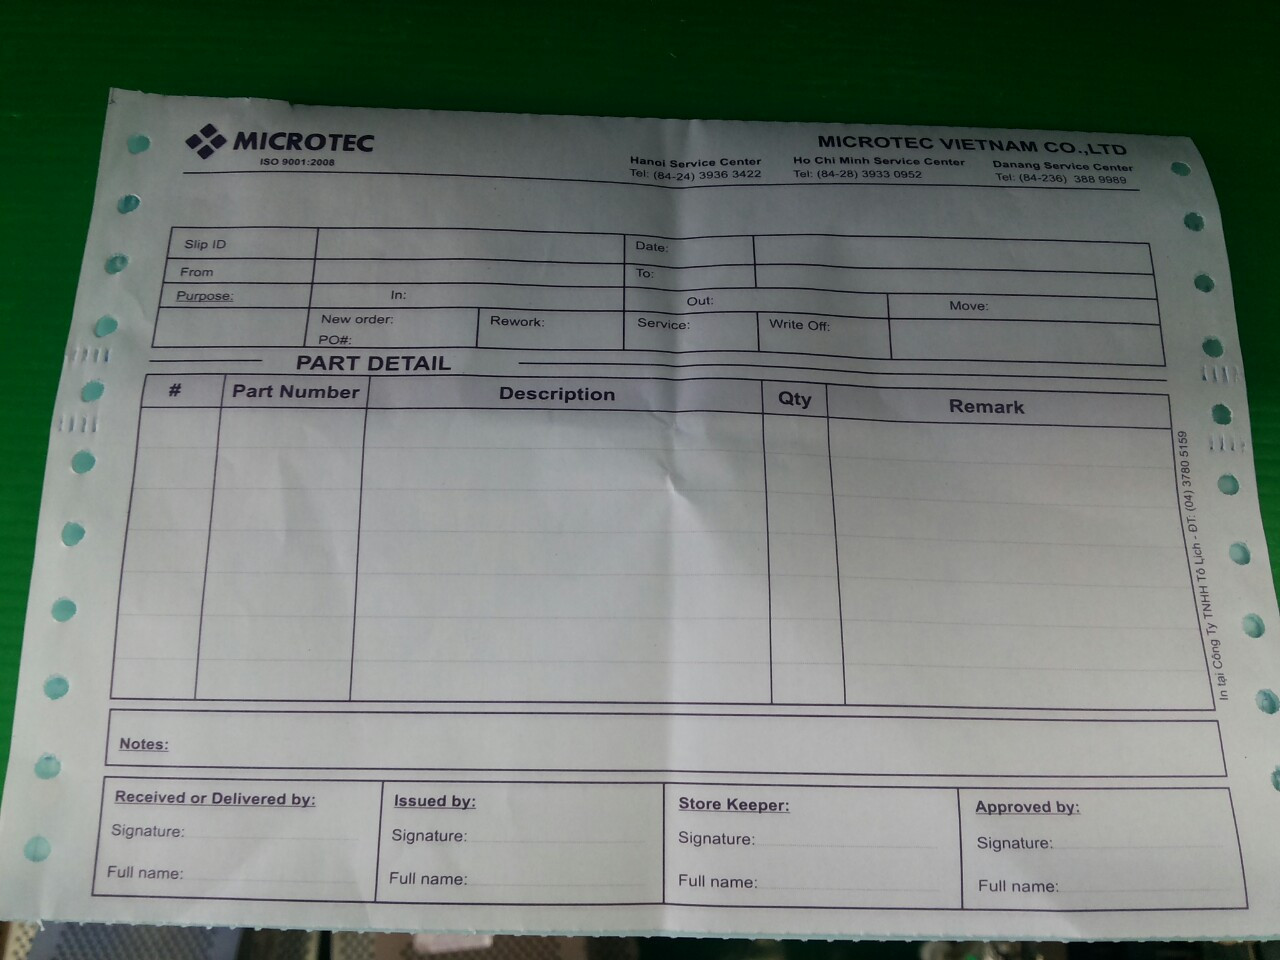 MICROTEC
ISO 9001:2008
MICROTEC VIETNAM CO.,LTD
Hanoi Service Center
Tel: (84-24) 3936 3422
Ho Chi Minh Service Center
Tel: (84-28) 3933 0952
Danang Service Center
Tel: (84-236) 388 9989
Slip ID
Date:
From
To:
Purpose:
In:
Out:
Move:
New order:
PO#:
Rework:
Service:
Write Off:
PART DETAIL
# Part Number Description Qty Remark
In tại Công Ty TNHH Tô Lịch - ĐT: (04) 3780 5159
Notes:
Received or Delivered by:
Signature:
Full name:
Issued by:
Signature:
Full name:
Store Keeper:
Signature:
Full name:
Approved by:
Signature:
Full name: